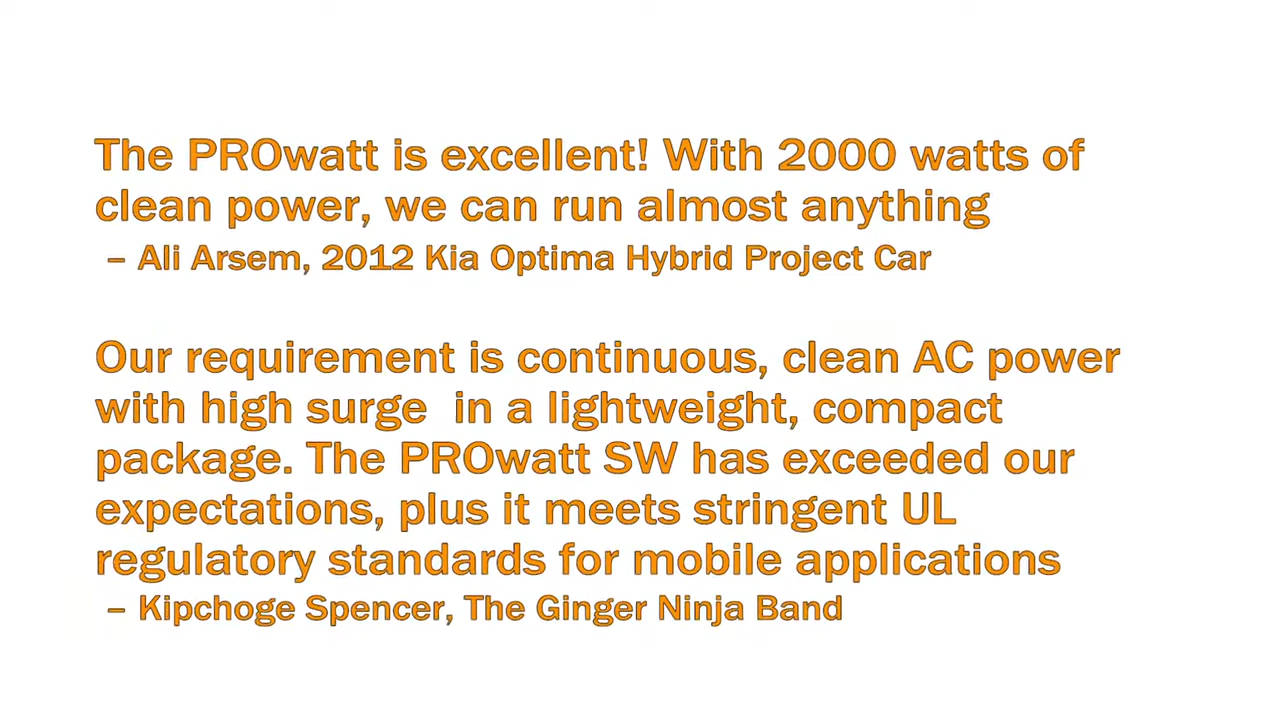 The PROwatt is excellent! With 2000 watts of
clean power, we can run almost anything
– Ali Arsem, 2012 Kia Optima Hybrid Project Car
Our requirement is continuous, clean AC power
with high surge  in a lightweight, compact
package. The PROwatt SW has exceeded our
expectations, plus it meets stringent UL
regulatory standards for mobile applications
– Kipchoge Spencer, The Ginger Ninja Band